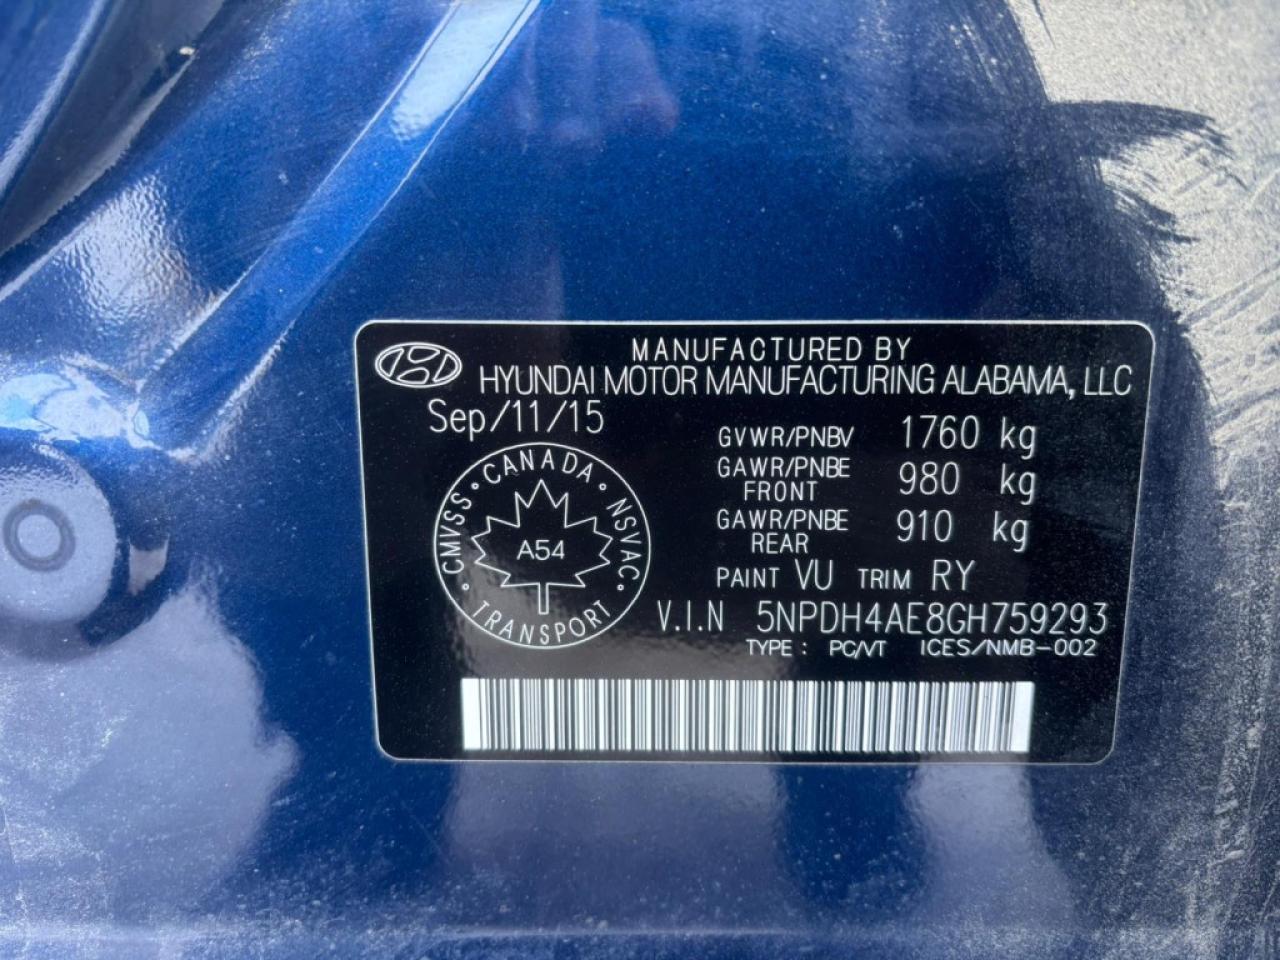 MANUFACTURED BY
HYUNDAI MOTOR MANUFACTURING ALABAMA, LLC
Sep/11/15
GVWR/PNBV 1760 kg
GAWR/PNBE FRONT 980 kg
GAWR/PNBE REAR 910 kg
PAINT VU TRIM RY
CMVSS · CANADA · NSVAC · TRANSPORT ·
A54
V.I.N 5NPDH4AE8GH759293
TYPE : PC/VT ICES/NMB-002